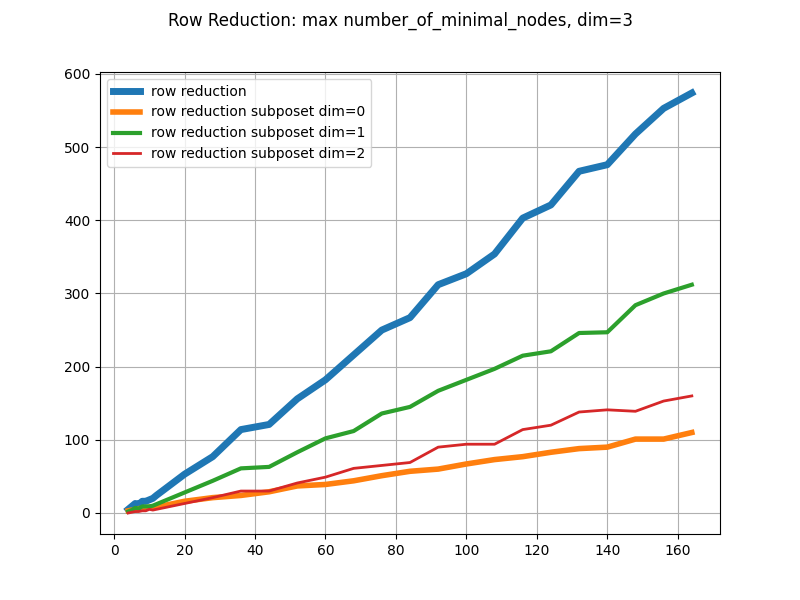 Row Reduction: max number_of_minimal_nodes, dim=3
600
500
400
300
200
100
0
row reduction
row reduction subposet dim=0
row reduction subposet dim=1
row reduction subposet dim=2
0 20 40 60 80 100 120 140 160